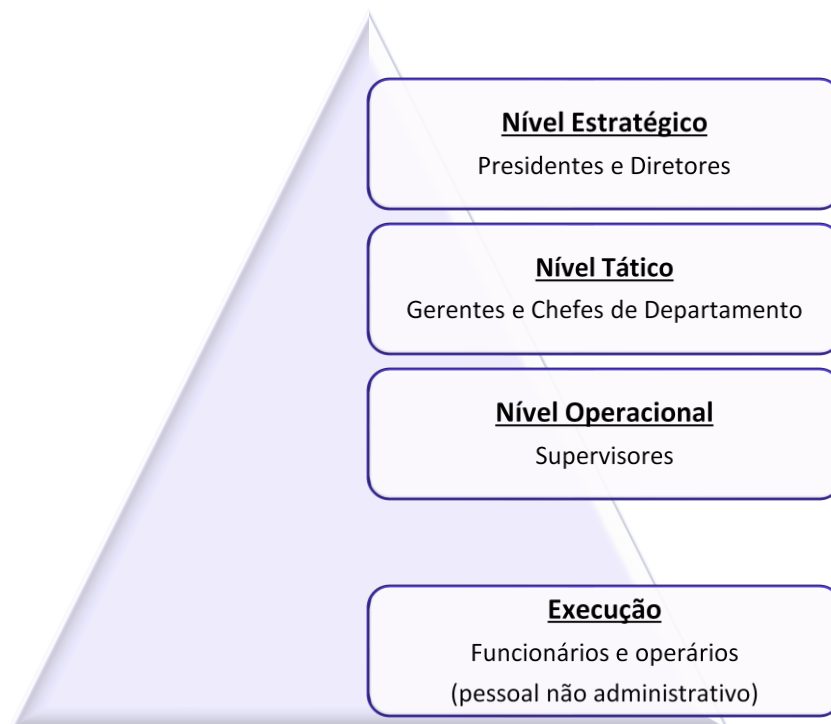 Nível Estratégico
Presidentes e Diretores
Nível Tático
Gerentes e Chefes de Departamento
Nível Operacional
Supervisores
Execução
Funcionários e operários
(pessoal não administrativo)